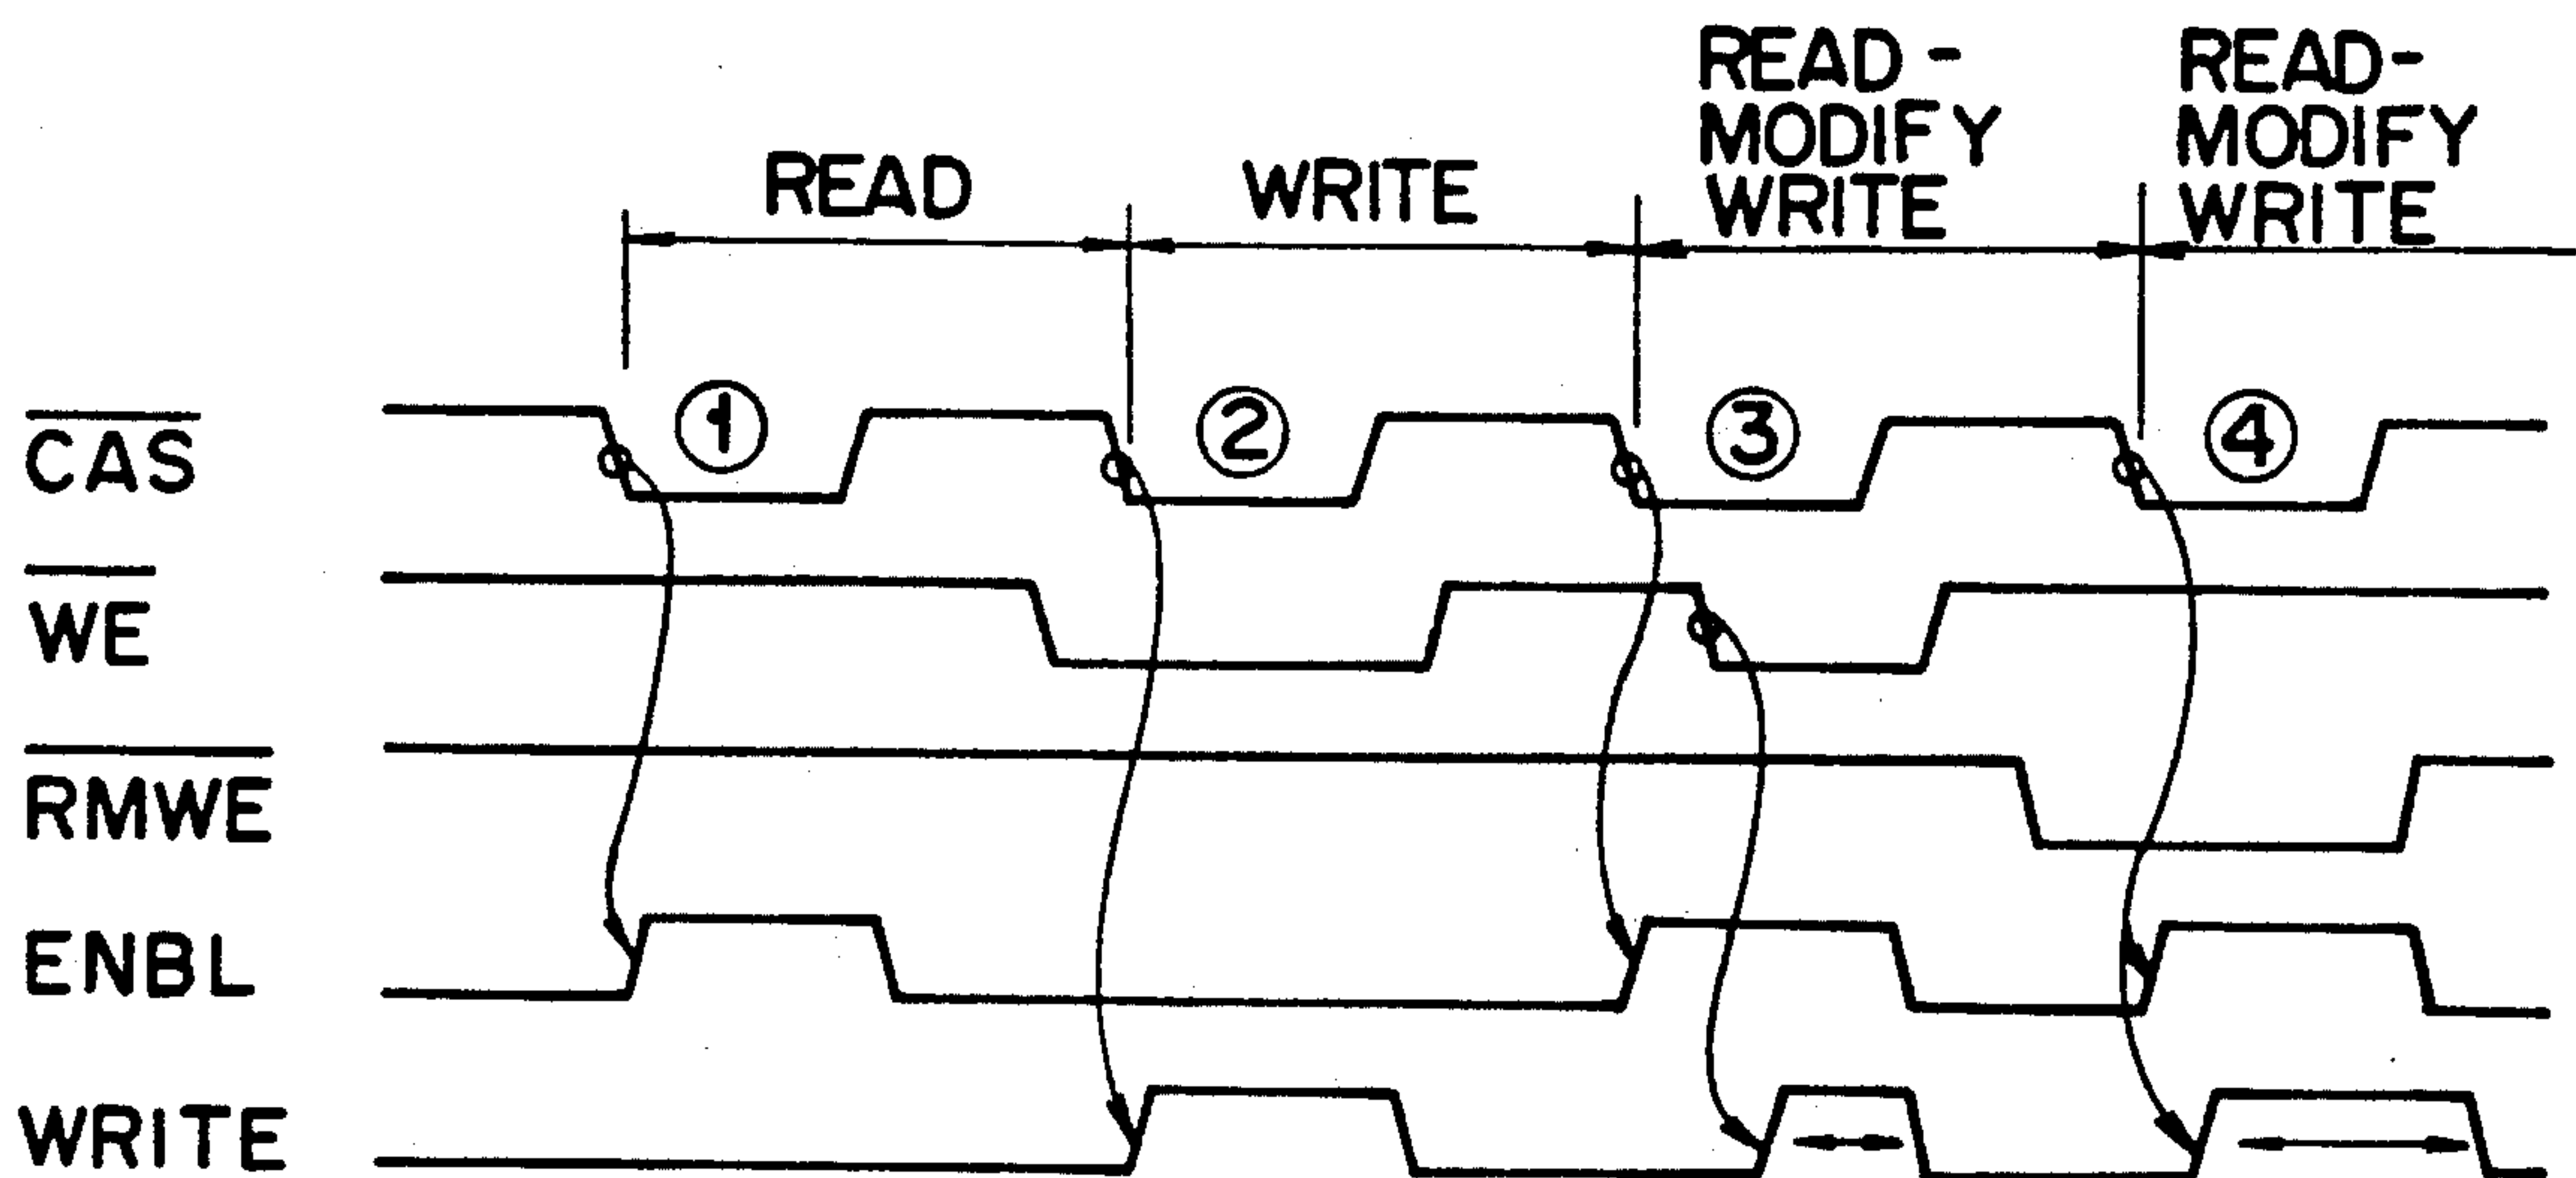 READ
WRITE
READ-
MODIFY
WRITE
READ-
MODIFY
WRITE
CAS
① ② ③ ④
WE
RMWE
ENBL
WRITE